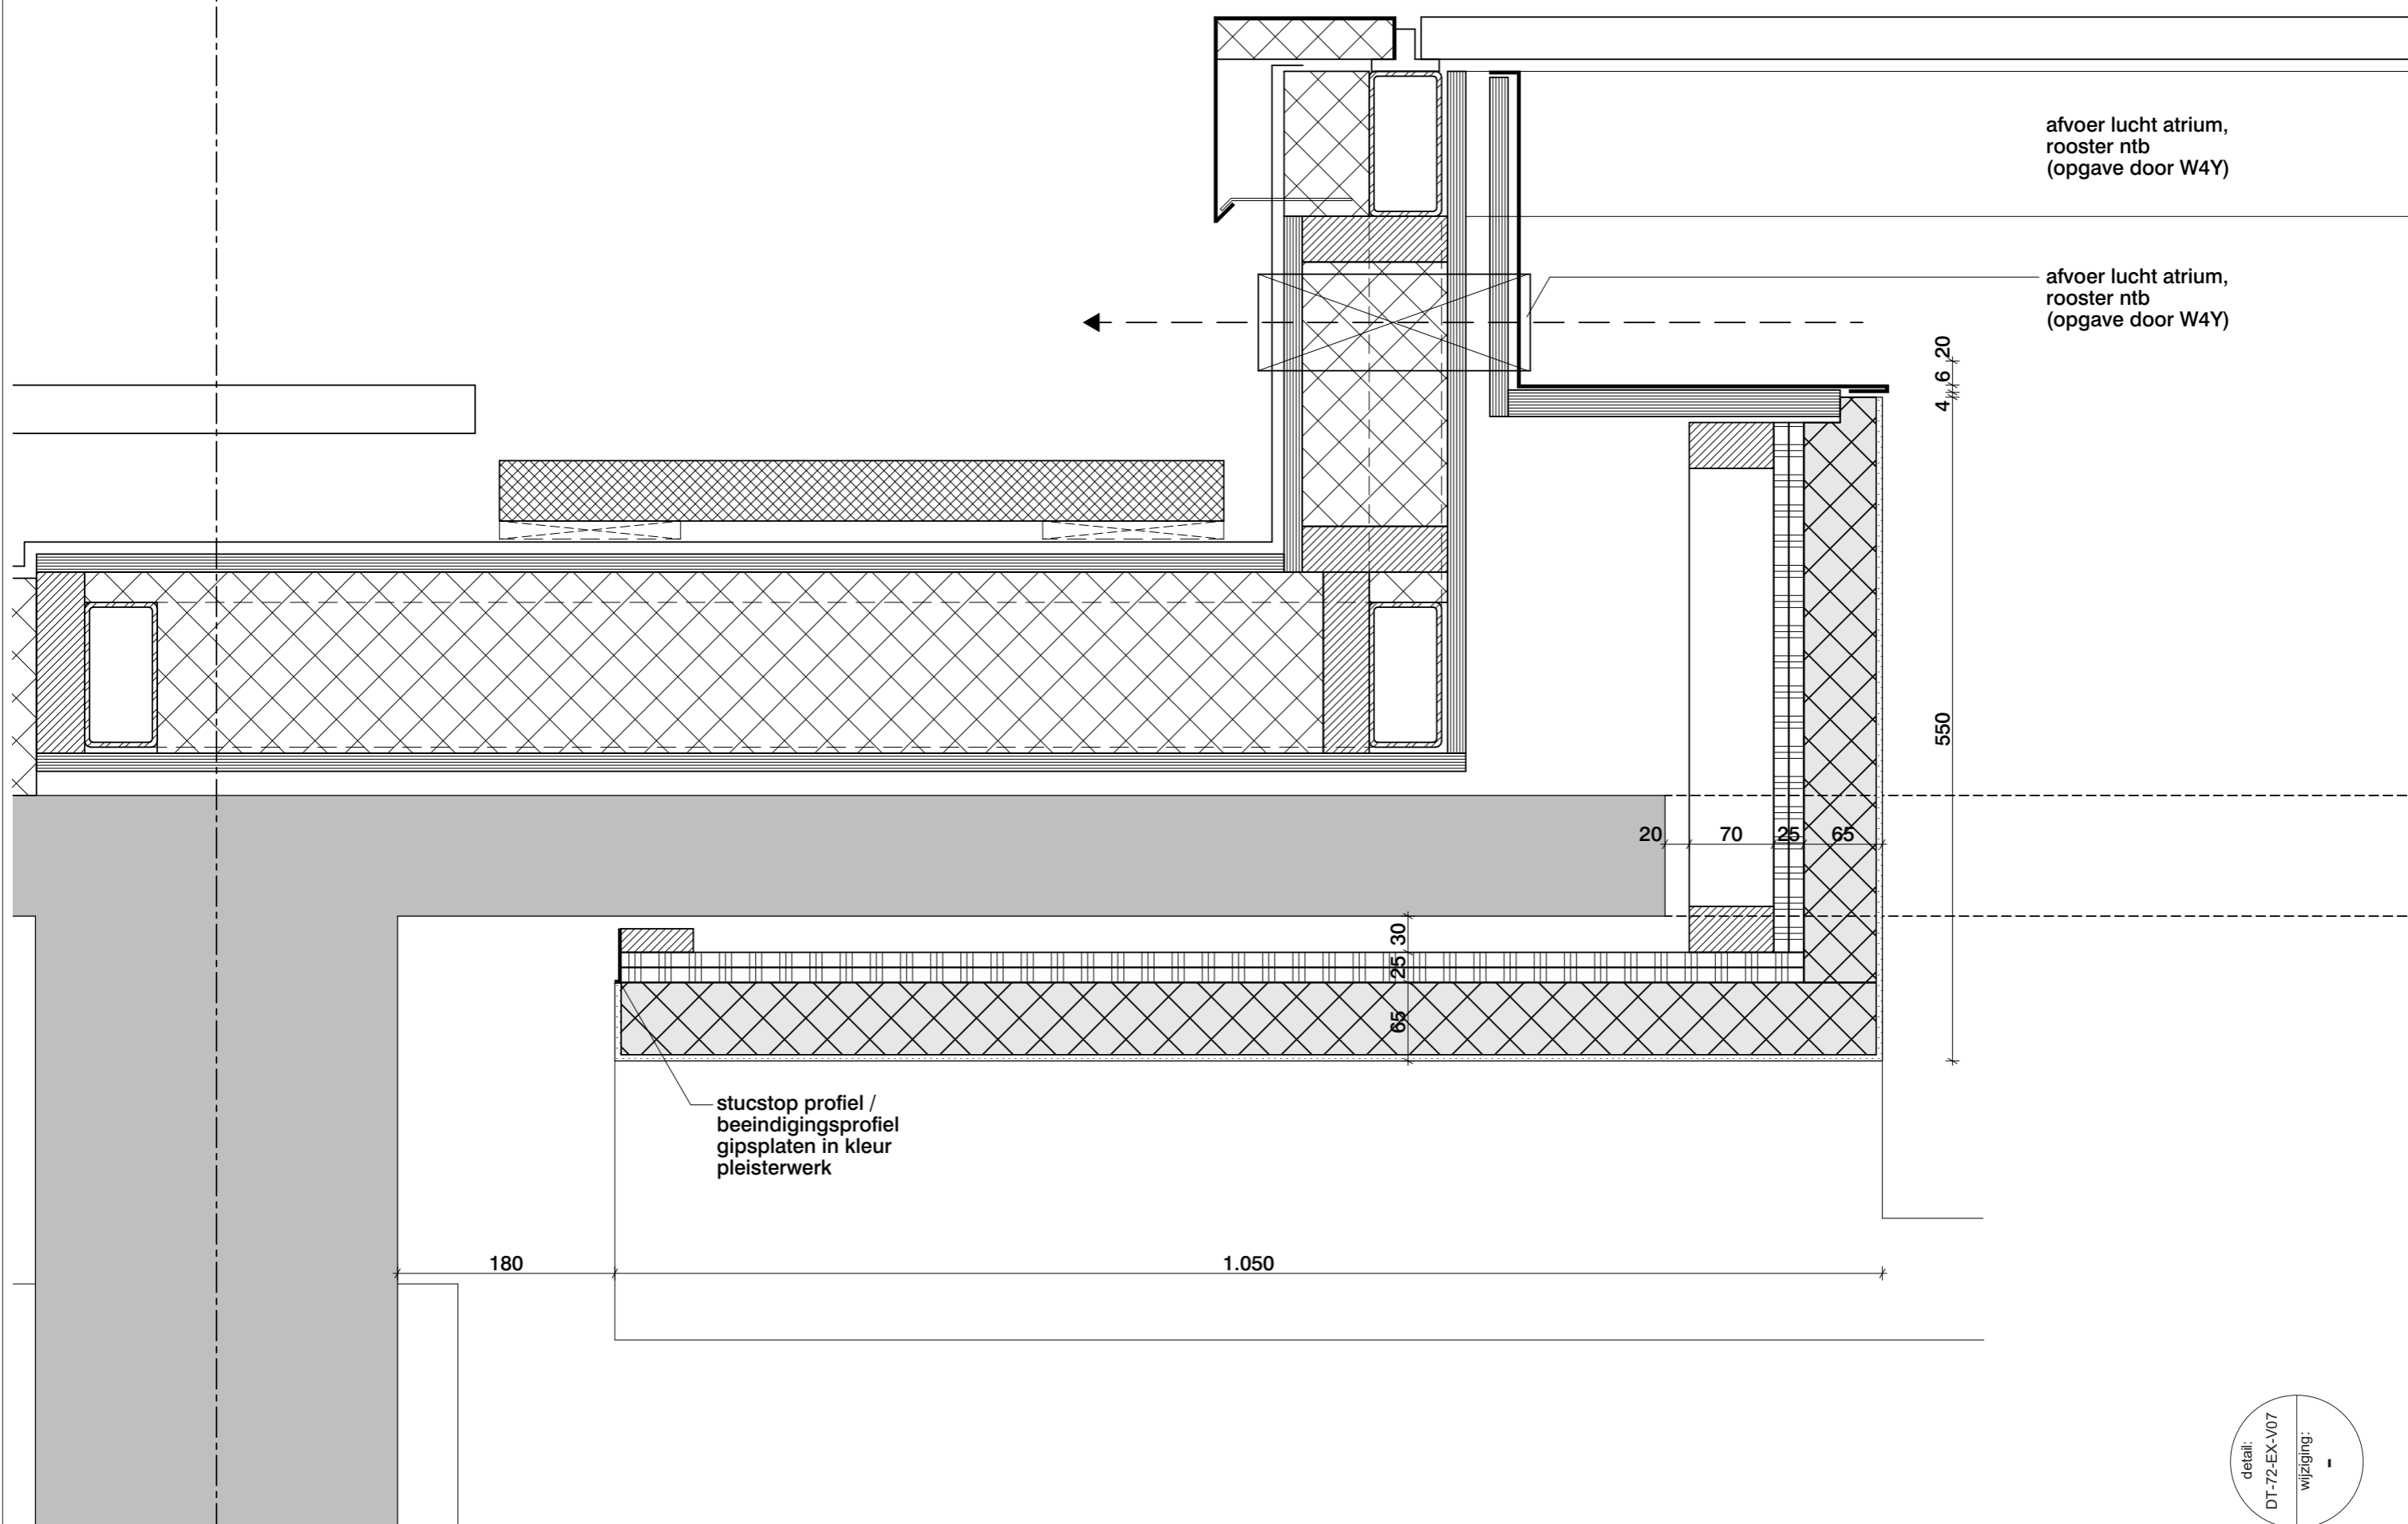 afvoer lucht atrium,
rooster ntb
(opgave door W4Y)
afvoer lucht atrium,
rooster ntb
(opgave door W4Y)
20
6
4
550
20
70
25
65
30
25
65
stucstop profiel /
beeindigingsprofiel
gipsplaten in kleur
pleisterwerk
180
1.050
detail:
DT-72-EX-V07
wijziging:
-